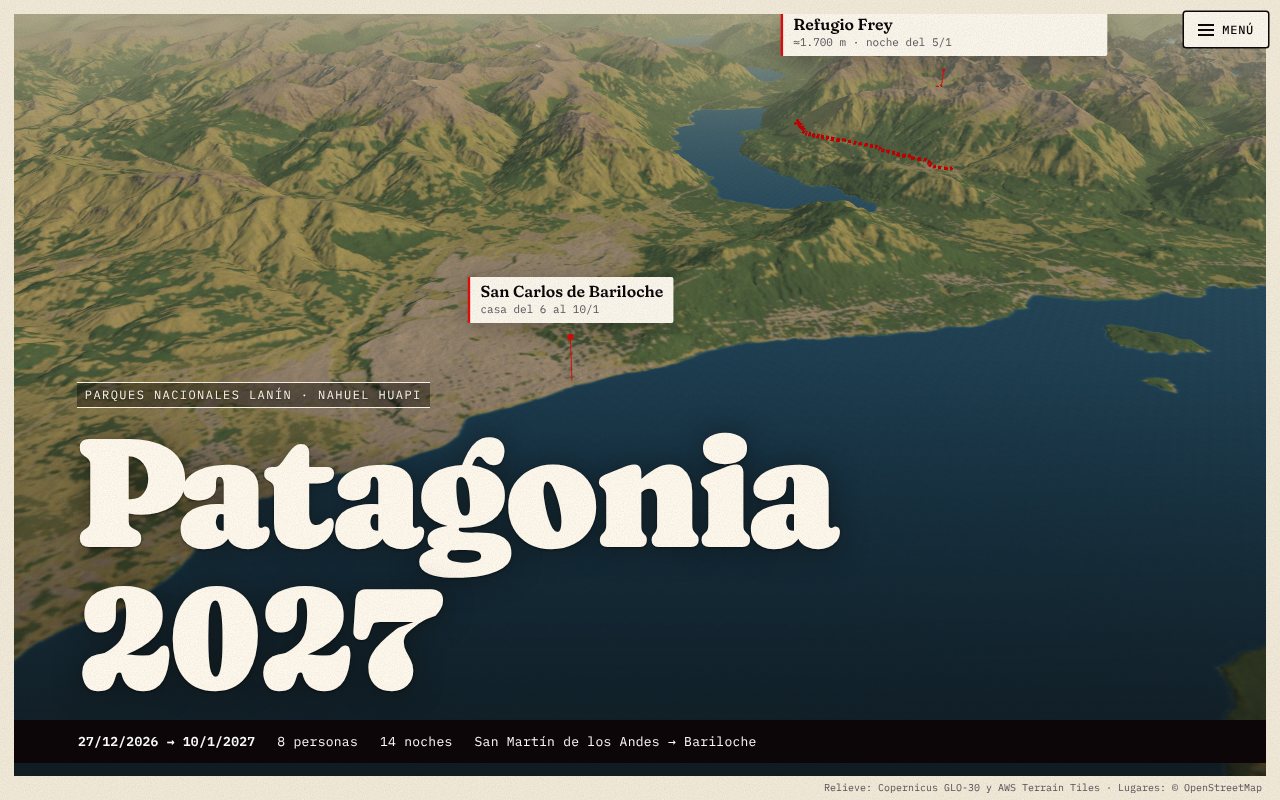 Refugio Frey
≈1.700 m · noche del 5/1
MENÚ
San Carlos de Bariloche
casa del 6 al 10/1
PARQUES NACIONALES LANÍN · NAHUEL HUAPI
Patagonia
2027
27/12/2026 → 10/1/2027 8 personas 14 noches San Martín de los Andes → Bariloche
Relieve: Copernicus GLO-30 y AWS Terrain Tiles · Lugares: © OpenStreetMap